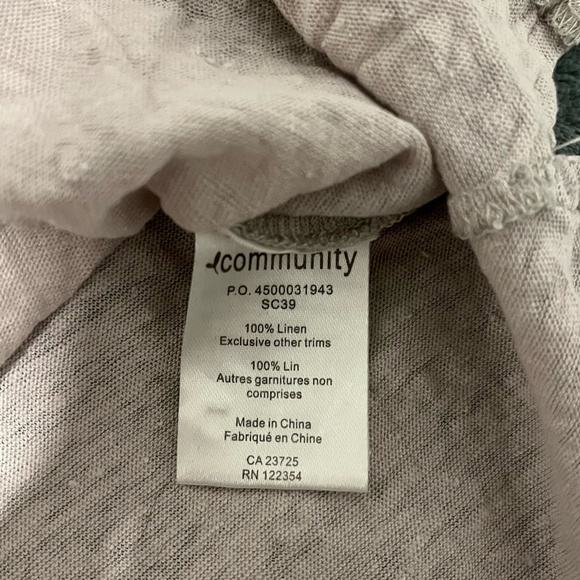 community
P.O. 4500031943
SC39
100% Linen
Exclusive other trims
100% Lin
Autres garnitures non
comprises
Made in China
Fabriqué en Chine
CA 23725
RN 122354